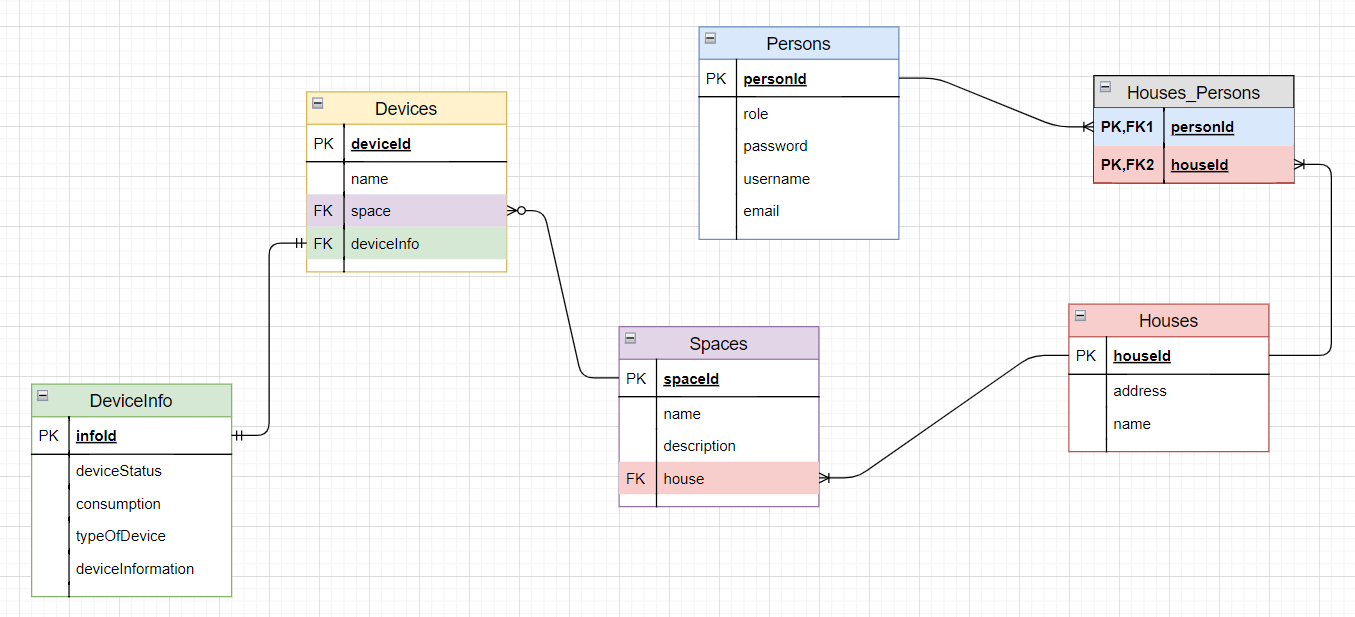 Persons
PK personId
role
password
username
email
Houses_Persons
PK,FK1 personId
PK,FK2 houseId
Devices
PK deviceId
name
FK space
FK deviceInfo
Spaces
PK spaceId
name
description
FK house
Houses
PK houseId
address
name
DeviceInfo
PK infoId
deviceStatus
consumption
typeOfDevice
deviceInformation